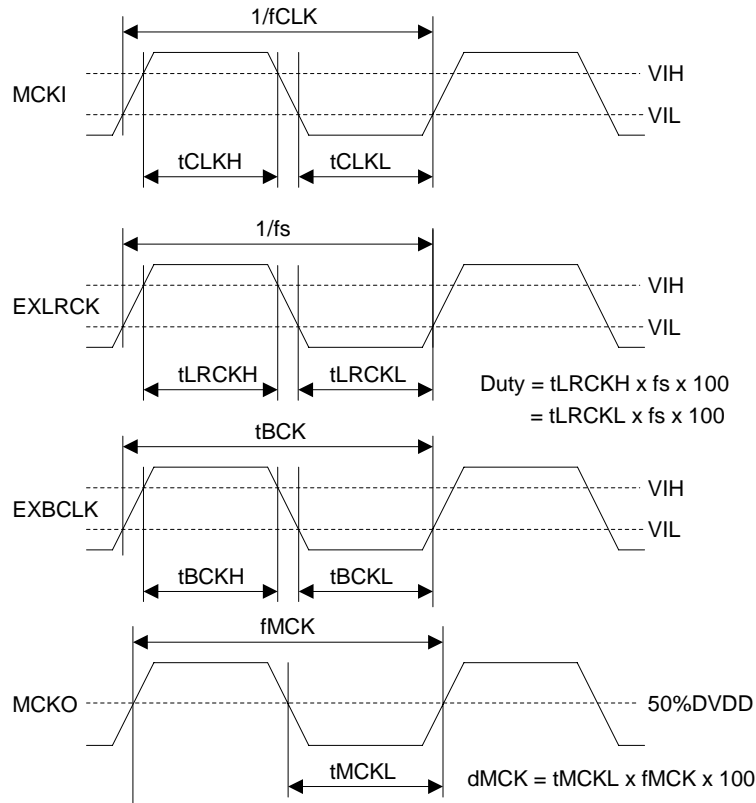 1/fCLK
MCKI
VIH
VIL
tCLKH
tCLKL
1/fs
EXLRCK
VIH
VIL
tLRCKH
tLRCKL
Duty = tLRCKH x fs x 100
= tLRCKL x fs x 100
tBCK
EXBCLK
VIH
VIL
tBCKH
tBCKL
fMCK
MCKO
50%DVDD
tMCKL
dMCK = tMCKL x fMCK x 100